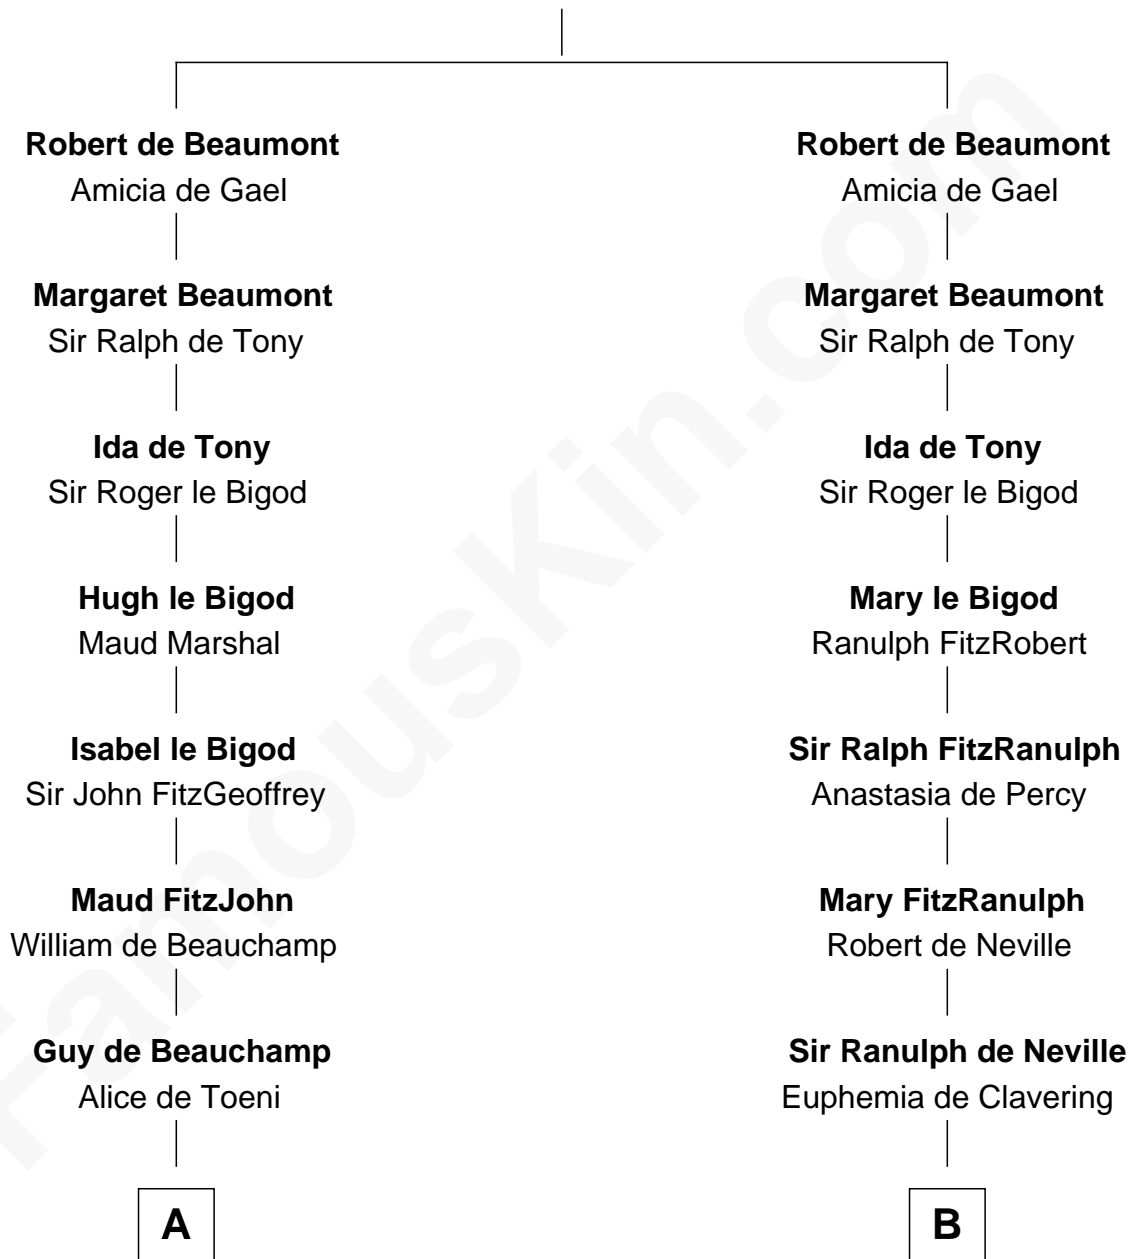 Robert de Beaumont
Amicia de Gael
Margaret Beaumont
Sir Ralph de Tony
Ida de Tony
Sir Roger le Bigod
Hugh le Bigod
Maud Marshal
Isabel le Bigod
Sir John FitzGeoffrey
Maud FitzJohn
William de Beauchamp
Guy de Beauchamp
Alice de Toeni
A
Robert de Beaumont
Amicia de Gael
Margaret Beaumont
Sir Ralph de Tony
Ida de Tony
Sir Roger le Bigod
Mary le Bigod
Ranulph FitzRobert
Sir Ralph FitzRanulph
Anastasia de Percy
Mary FitzRanulph
Robert de Neville
Sir Ranulph de Neville
Euphemia de Clavering
B
FamousKin.com